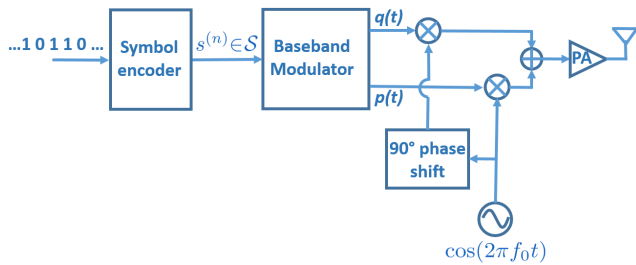 ...1 0 1 1 0 ...
Symbol
encoder
s^{(n)}∈𝒮
Baseband
Modulator
q(t)
p(t)
90° phase
shift
PA
cos(2πf₀t)